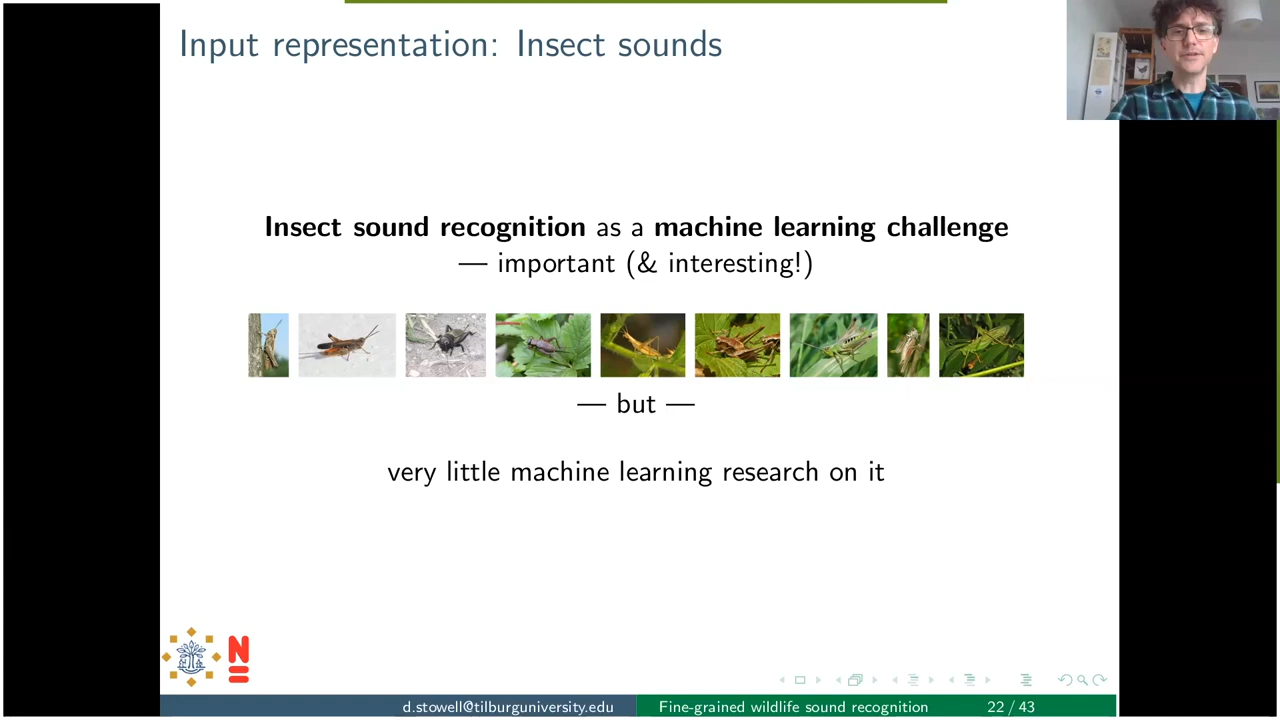 Input representation: Insect sounds
Insect sound recognition as a machine learning challenge
— important (& interesting!)
— but —
very little machine learning research on it
d.stowell@tilburguniversity.edu Fine-grained wildlife sound recognition 22 / 43